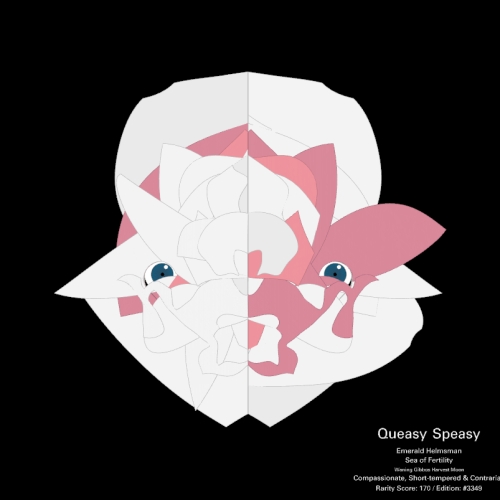 Queasy Speasy
Emerald Helmsman
Sea of Fertility
Waning Gibbous Harvest Moon
Compassionate, Short-tempered & Contraria
Rarity Score: 170 / Edition: #3349